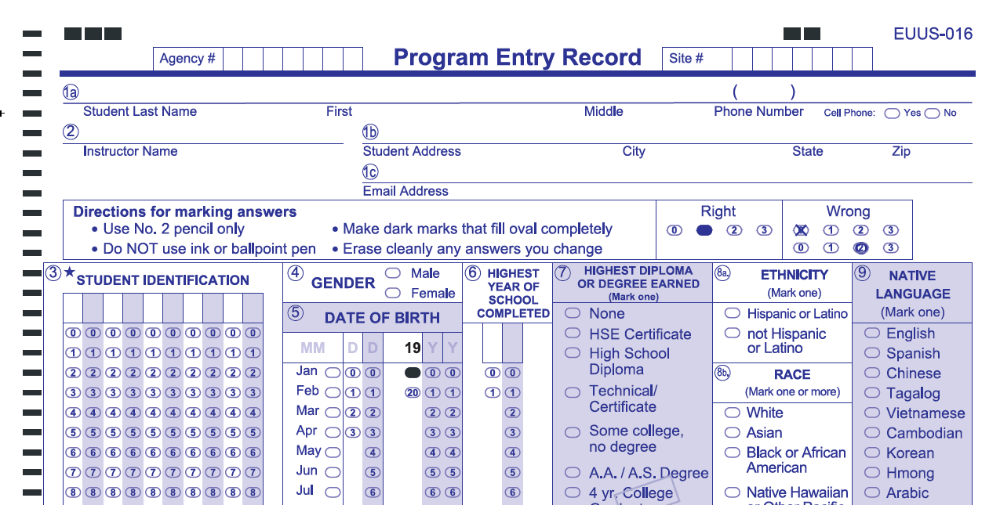 EUUS-016
Agency # Program Entry Record Site #
1a ( )
Student Last Name First Middle Phone Number Cell Phone: Yes No
2 1b
Instructor Name Student Address City State Zip
1c
Email Address
Directions for marking answers Right Wrong
• Use No. 2 pencil only • Make dark marks that fill oval completely 0 2 3 1 2 3
• Do NOT use ink or ballpoint pen • Erase cleanly any answers you change 0 1 2 3
3 ★ STUDENT IDENTIFICATION
0 0 0 0 0 0 0 0 0 0
1 1 1 1 1 1 1 1 1 1
2 2 2 2 2 2 2 2 2 2
3 3 3 3 3 3 3 3 3 3
4 4 4 4 4 4 4 4 4 4
5 5 5 5 5 5 5 5 5 5
6 6 6 6 6 6 6 6 6 6
7 7 7 7 7 7 7 7 7 7
8 8 8 8 8 8 8 8 8 8
4 GENDER Male
Female
5 DATE OF BIRTH
MM D D 19 Y Y
Jan 0 0 0 0
Feb 1 1 20 1 1
Mar 2 2 2 2
Apr 3 3 3 3
May 4 4 4
Jun 5 5 5
Jul 6 6 6
6 HIGHEST
YEAR OF
SCHOOL
COMPLETED
0 0
1 1
2
3
4
5
6
7 HIGHEST DIPLOMA
OR DEGREE EARNED
(Mark one)
None
HSE Certificate
High School
Diploma
Technical/
Certificate
Some college,
no degree
A.A. / A.S. Degree
4 yr. College
8a. ETHNICITY
(Mark one)
Hispanic or Latino
not Hispanic
or Latino
8b. RACE
(Mark one or more)
White
Asian
Black or African
American
Native Hawaiian
or Other Pacific
9 NATIVE
LANGUAGE
(Mark one)
English
Spanish
Chinese
Tagalog
Vietnamese
Cambodian
Korean
Hmong
Arabic